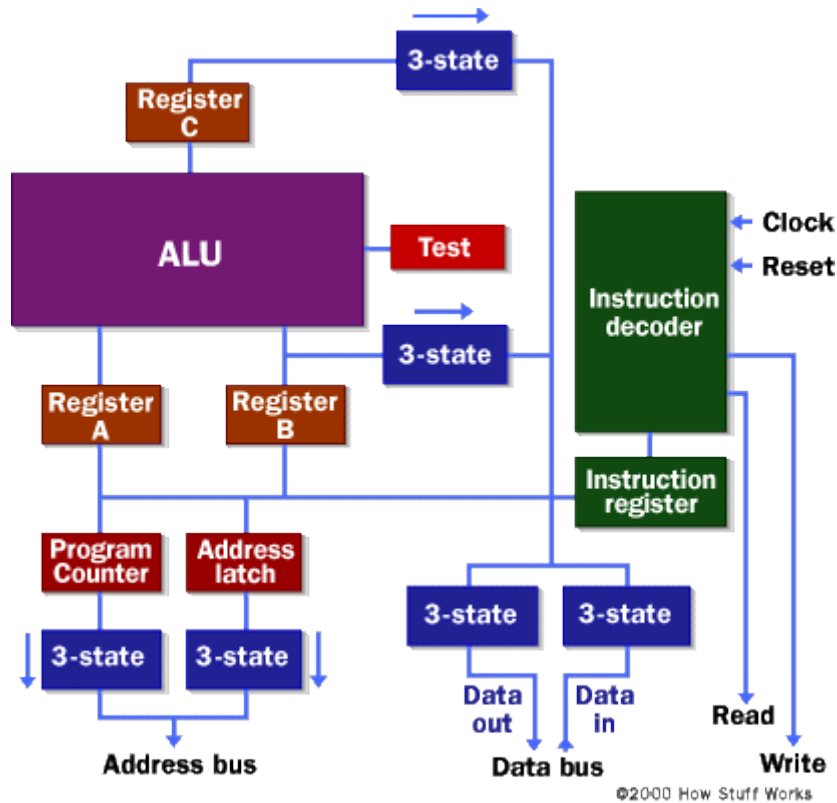 3-state
Register
C
ALU
Test
Clock
Reset
Instruction
decoder
3-state
Register
A
Register
B
Instruction
register
Program
Counter
Address
latch
3-state
3-state
3-state
3-state
Data
out
Data
in
Read
Address bus
Data bus
Write
©2000 How Stuff Works